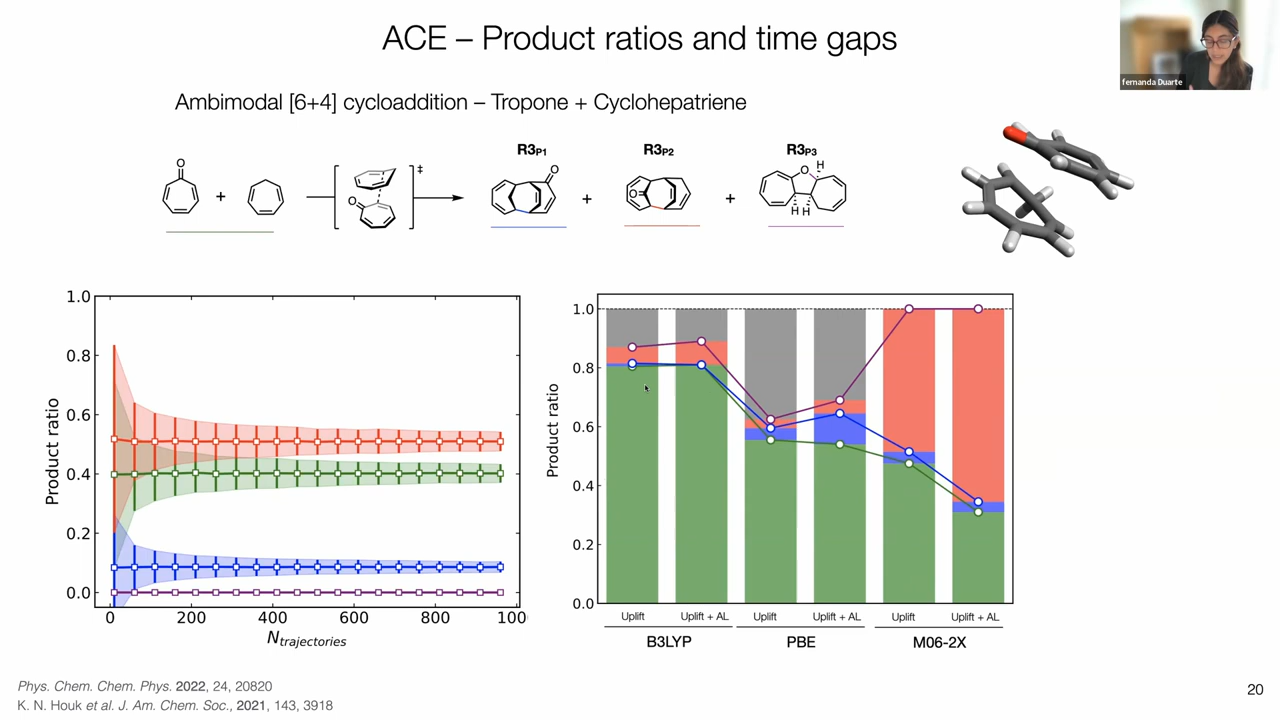 ACE – Product ratios and time gaps
fernanda Duarte
Ambimodal [6+4] cycloaddition – Tropone + Cyclohepatriene
R3P1
R3P2
R3P3
O
+
O
‡
O
+
O
+
O
H
H H
1.0
0.8
0.6
0.4
0.2
0.0
Product ratio
0
200
400
600
800
100
Ntrajectories
1.0
0.8
0.6
0.4
0.2
0.0
Product ratio
Uplift
Uplift + AL
Uplift
Uplift + AL
Uplift
Uplift + AL
B3LYP
PBE
M06-2X
Phys. Chem. Chem. Phys. 2022, 24, 20820
K. N. Houk et al. J. Am. Chem. Soc., 2021, 143, 3918
20